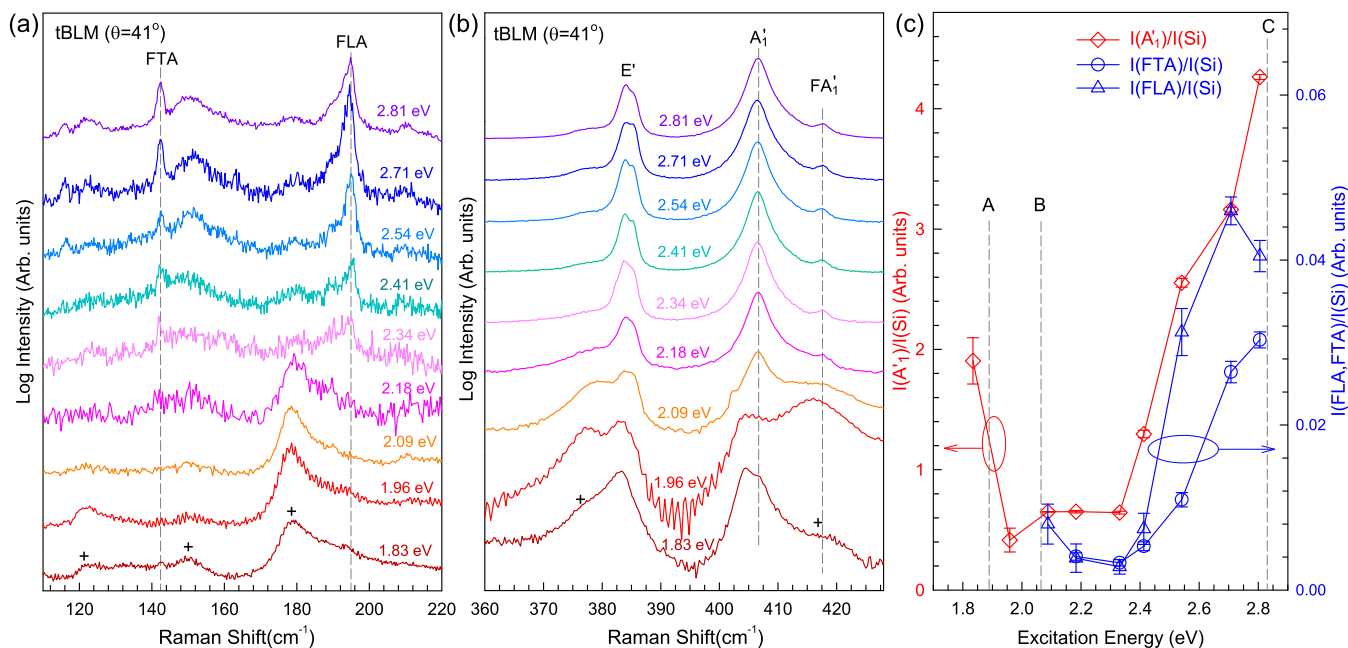 (a)
tBLM (θ=41°)
FTA
FLA
2.81 eV
2.71 eV
2.54 eV
2.41 eV
2.34 eV
2.18 eV
2.09 eV
1.96 eV
1.83 eV
+ + + 
Log Intensity (Arb. units)
120 140 160 180 200 220
Raman Shift(cm⁻¹)
(b)
tBLM (θ=41°)
E'
A'₁
FA'₁
2.81 eV
2.71 eV
2.54 eV
2.41 eV
2.34 eV
2.18 eV
2.09 eV
1.96 eV
1.83 eV
+ +
Log Intensity (Arb. units)
360 380 400 420
Raman Shift(cm⁻¹)
(c)
I(A'₁)/I(Si)
I(FTA)/I(Si)
I(FLA)/I(Si)
A
B
C
I(A'₁)/I(Si) (Arb. units)
4
3
2
1
0
I(FLA,FTA)/I(Si) (Arb. units)
0.06
0.04
0.02
0.00
1.8 2.0 2.2 2.4 2.6 2.8
Excitation Energy (eV)